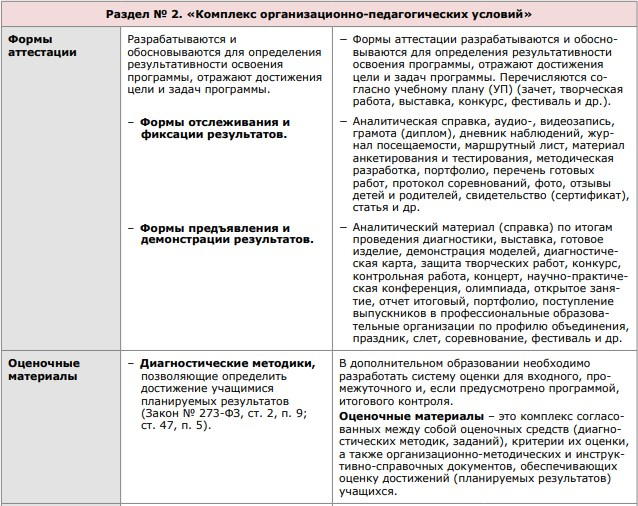 Раздел № 2. «Комплекс организационно-педагогических условий»
Формы
аттестации
Разрабатываются и
обосновываются для определения
результативности освоения
программы, отражают достижения
цели и задач программы.
– Формы отслеживания и
фиксации результатов.
– Формы предъявления и
демонстрации результатов.
– Формы аттестации разрабатываются и обосно-
вываются для определения результативности
освоения программы, отражают достижения
цели и задач программы. Перечисляются со-
гласно учебному плану (УП) (зачет, творческая
работа, выставка, конкурс, фестиваль и др.).
– Аналитическая справка, аудио-, видеозапись,
грамота (диплом), дневник наблюдений, жур-
нал посещаемости, маршрутный лист, материал
анкетирования и тестирования, методическая
разработка, портфолио, перечень готовых
работ, протокол соревнований, фото, отзывы
детей и родителей, свидетельство (сертификат),
статья и др.
– Аналитический материал (справка) по итогам
проведения диагностики, выставка, готовое
изделие, демонстрация моделей, диагностиче-
ская карта, защита творческих работ, конкурс,
контрольная работа, концерт, научно-практиче-
ская конференция, олимпиада, открытое заня-
тие, отчет итоговый, портфолио, поступление
выпускников в профессиональные образова-
тельные организации по профилю объединения,
праздник, слет, соревнование, фестиваль и др.
Оценочные
материалы
– Диагностические методики,
позволяющие определить
достижение учащимися
планируемых результатов
(Закон № 273-ФЗ, ст. 2, п. 9;
ст. 47, п. 5).
В дополнительном образовании необходимо
разработать систему оценки для входного, про-
межуточного и, если предусмотрено программой,
итогового контроля.
Оценочные материалы – это комплекс согласо-
ванных между собой оценочных средств (диагно-
стических методик, заданий), критерии их оценки,
а также организационно-методических и инструк-
тивно-справочных документов, обеспечивающих
оценку достижений (планируемых результатов)
учащихся.